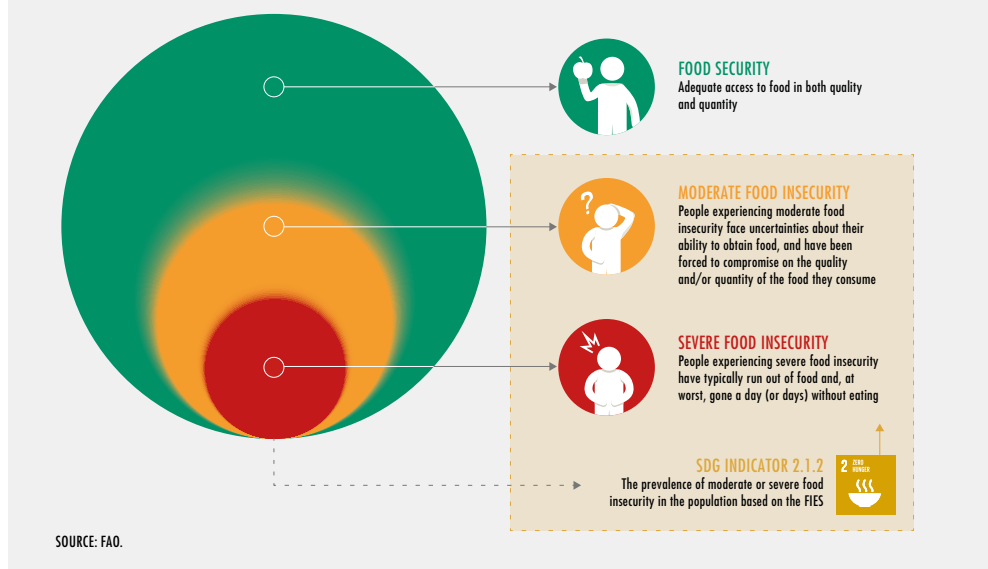 FOOD SECURITY
Adequate access to food in both quality
and quantity
?
MODERATE FOOD INSECURITY
People experiencing moderate food
insecurity face uncertainties about their
ability to obtain food, and have been
forced to compromise on the quality
and/or quantity of the food they consume
SEVERE FOOD INSECURITY
People experiencing severe food insecurity
have typically run out of food and, at
worst, gone a day (or days) without eating
SDG INDICATOR 2.1.2
The prevalence of moderate or severe food
insecurity in the population based on the FIES
2 ZERO
HUNGER
SOURCE: FAO.